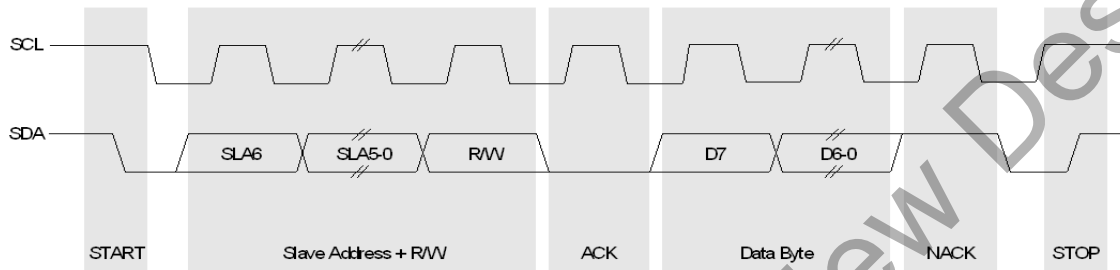 SCL
SDA
SLA6 SLA5-0 R/W D7 D6-0
START Slave Address + R/W ACK Data Byte NACK STOP